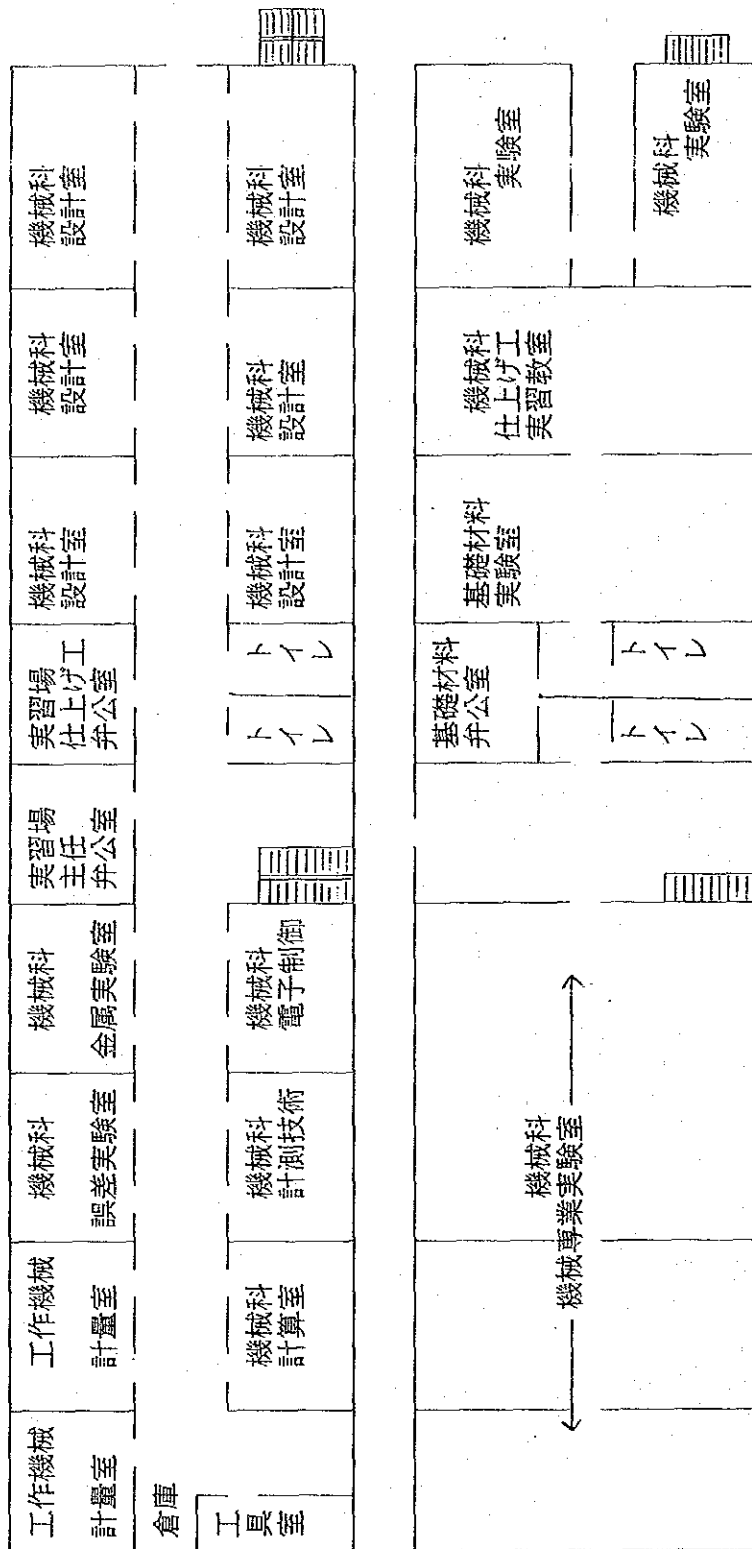 工作機械
計量室
工作機械
計量室
機械科
誤差実験室
機械科
金属実験室
実習場
主任
弁公室
実習場
仕上げ工
弁公室
機械科
設計室
機械科
設計室
機械科
設計室
倉庫
工具室
機械科
計算室
機械科
計測技術
機械科
電子制御
トイレ
トイレ
機械科
設計室
機械科
設計室
機械科
設計室
機械科
機械専業実験室
基礎材料
弁公室
トイレ
トイレ
基礎材料
実験室
機械科
仕上げ工
実習教室
機械科
実験室
機械科
実験室